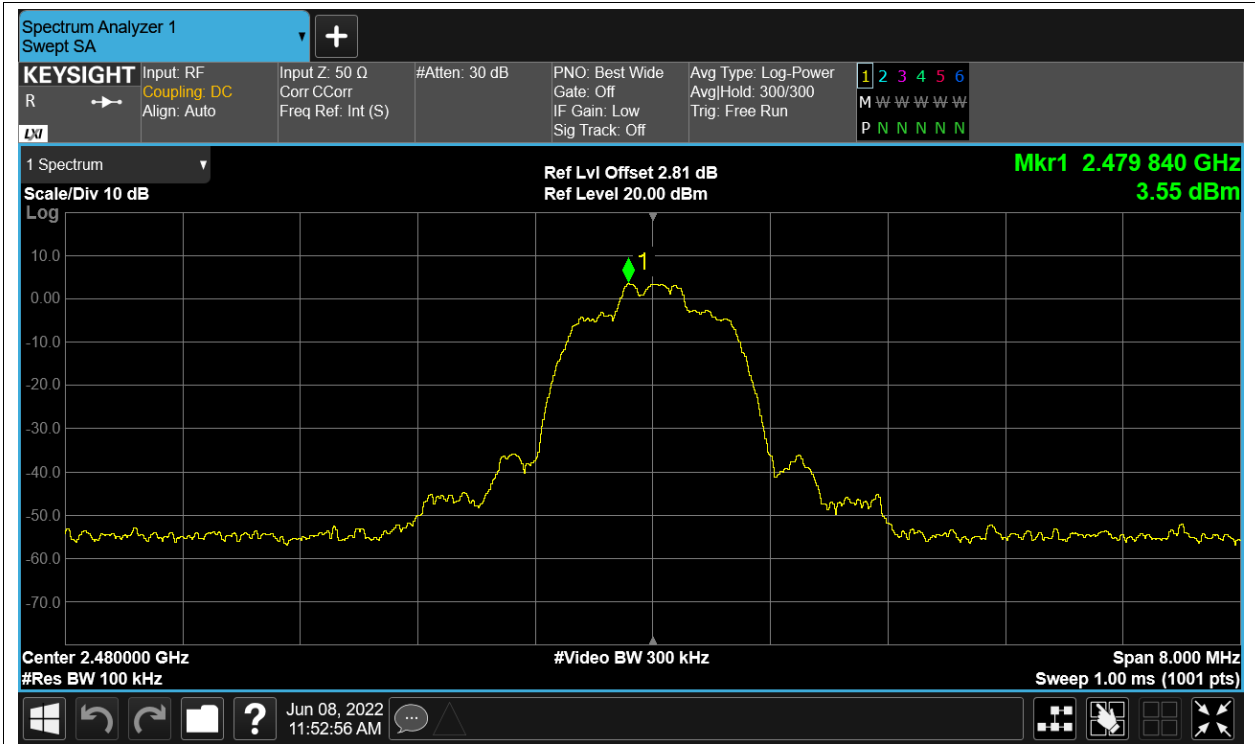 Spectrum Analyzer 1
Swept SA
KEYSIGHT
R
LXI
Input: RF
Coupling: DC
Align: Auto
Input Z: 50 Ω
Corr CCorr
Freq Ref: Int (S)
#Atten: 30 dB
PNO: Best Wide
Gate: Off
IF Gain: Low
Sig Track: Off
Avg Type: Log-Power
Avg|Hold: 300/300
Trig: Free Run
1 2 3 4 5 6
M W W W W W
P N N N N N
1 Spectrum
Scale/Div 10 dB
Log
Ref Lvl Offset 2.81 dB
Ref Level 20.00 dBm
Mkr1 2.479 840 GHz
3.55 dBm
1
10.0
0.00
-10.0
-20.0
-30.0
-40.0
-50.0
-60.0
-70.0
Center 2.480000 GHz
#Res BW 100 kHz
#Video BW 300 kHz
Span 8.000 MHz
Sweep 1.00 ms (1001 pts)
?
Jun 08, 2022
11:52:56 AM